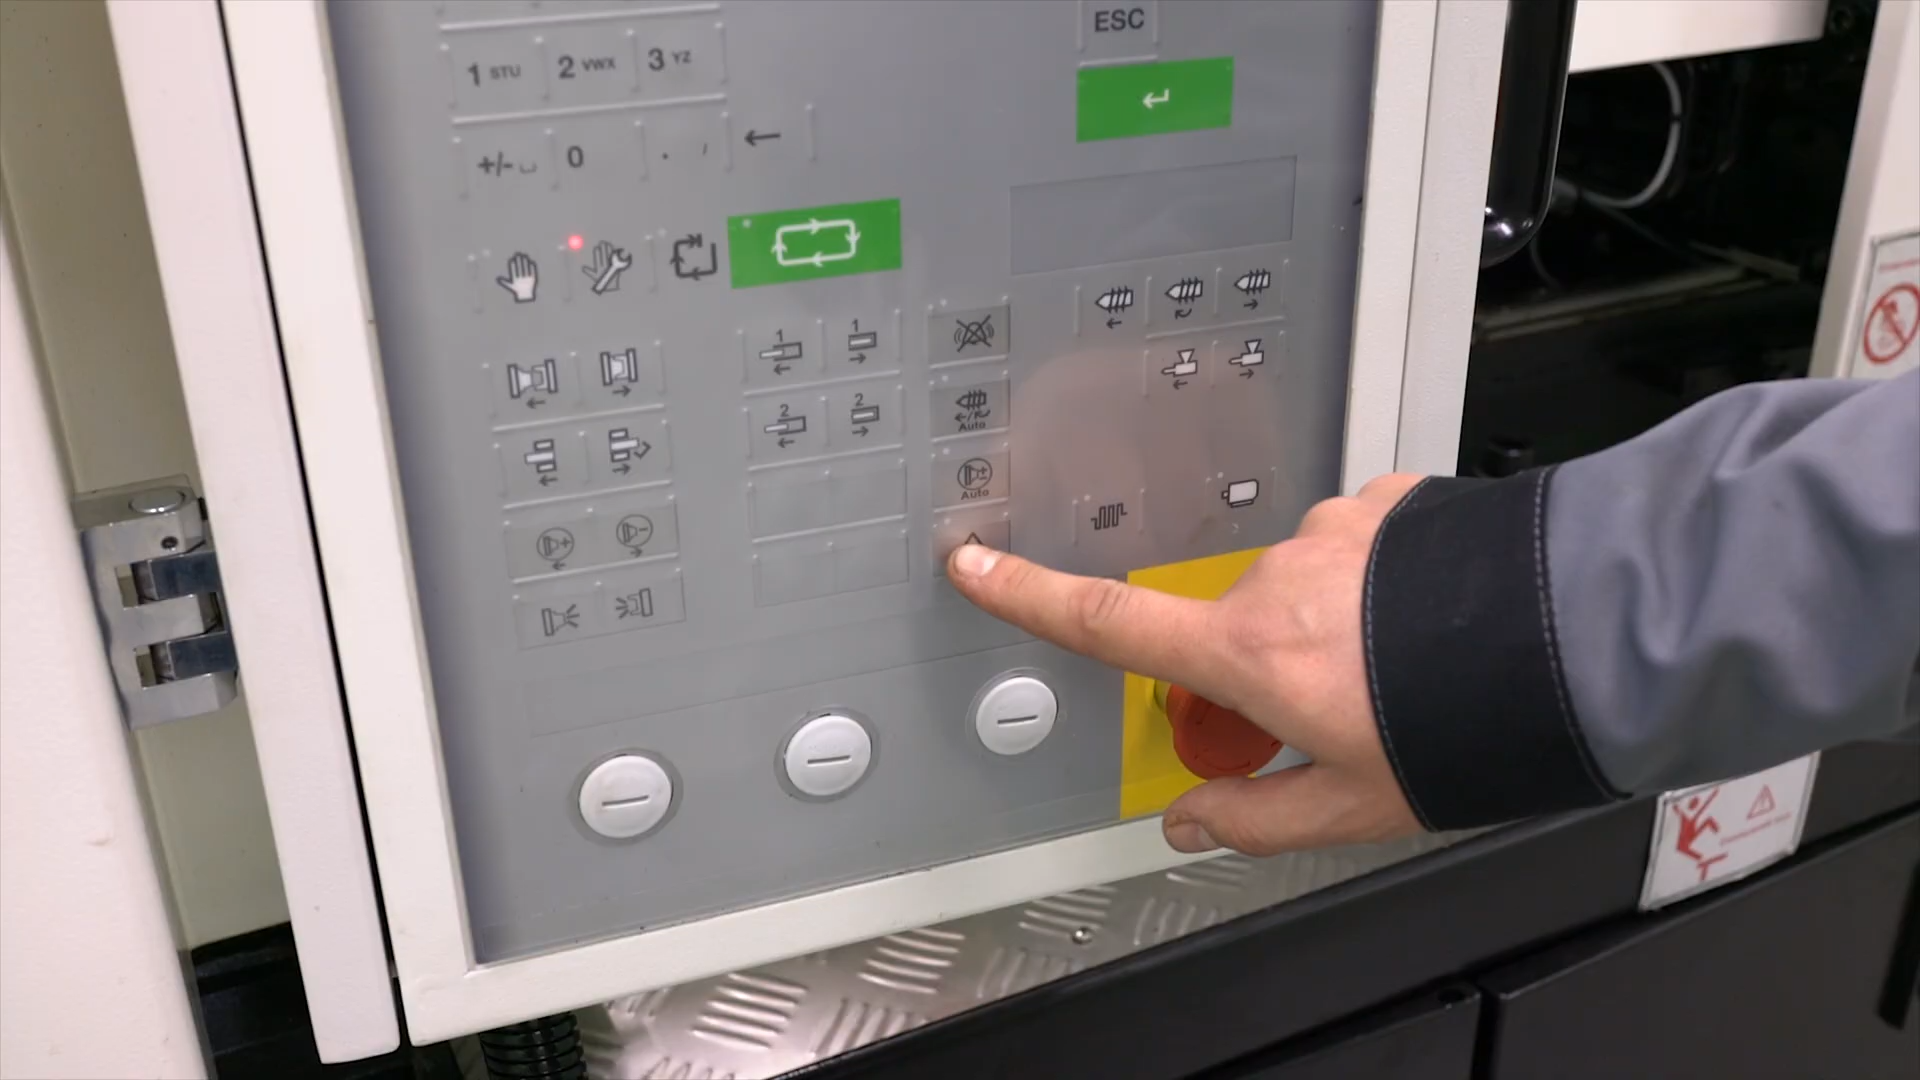 ESC
1 STU 2 VWX 3 YZ
+/- 0 . ,
1 1
2 2
Auto
Auto